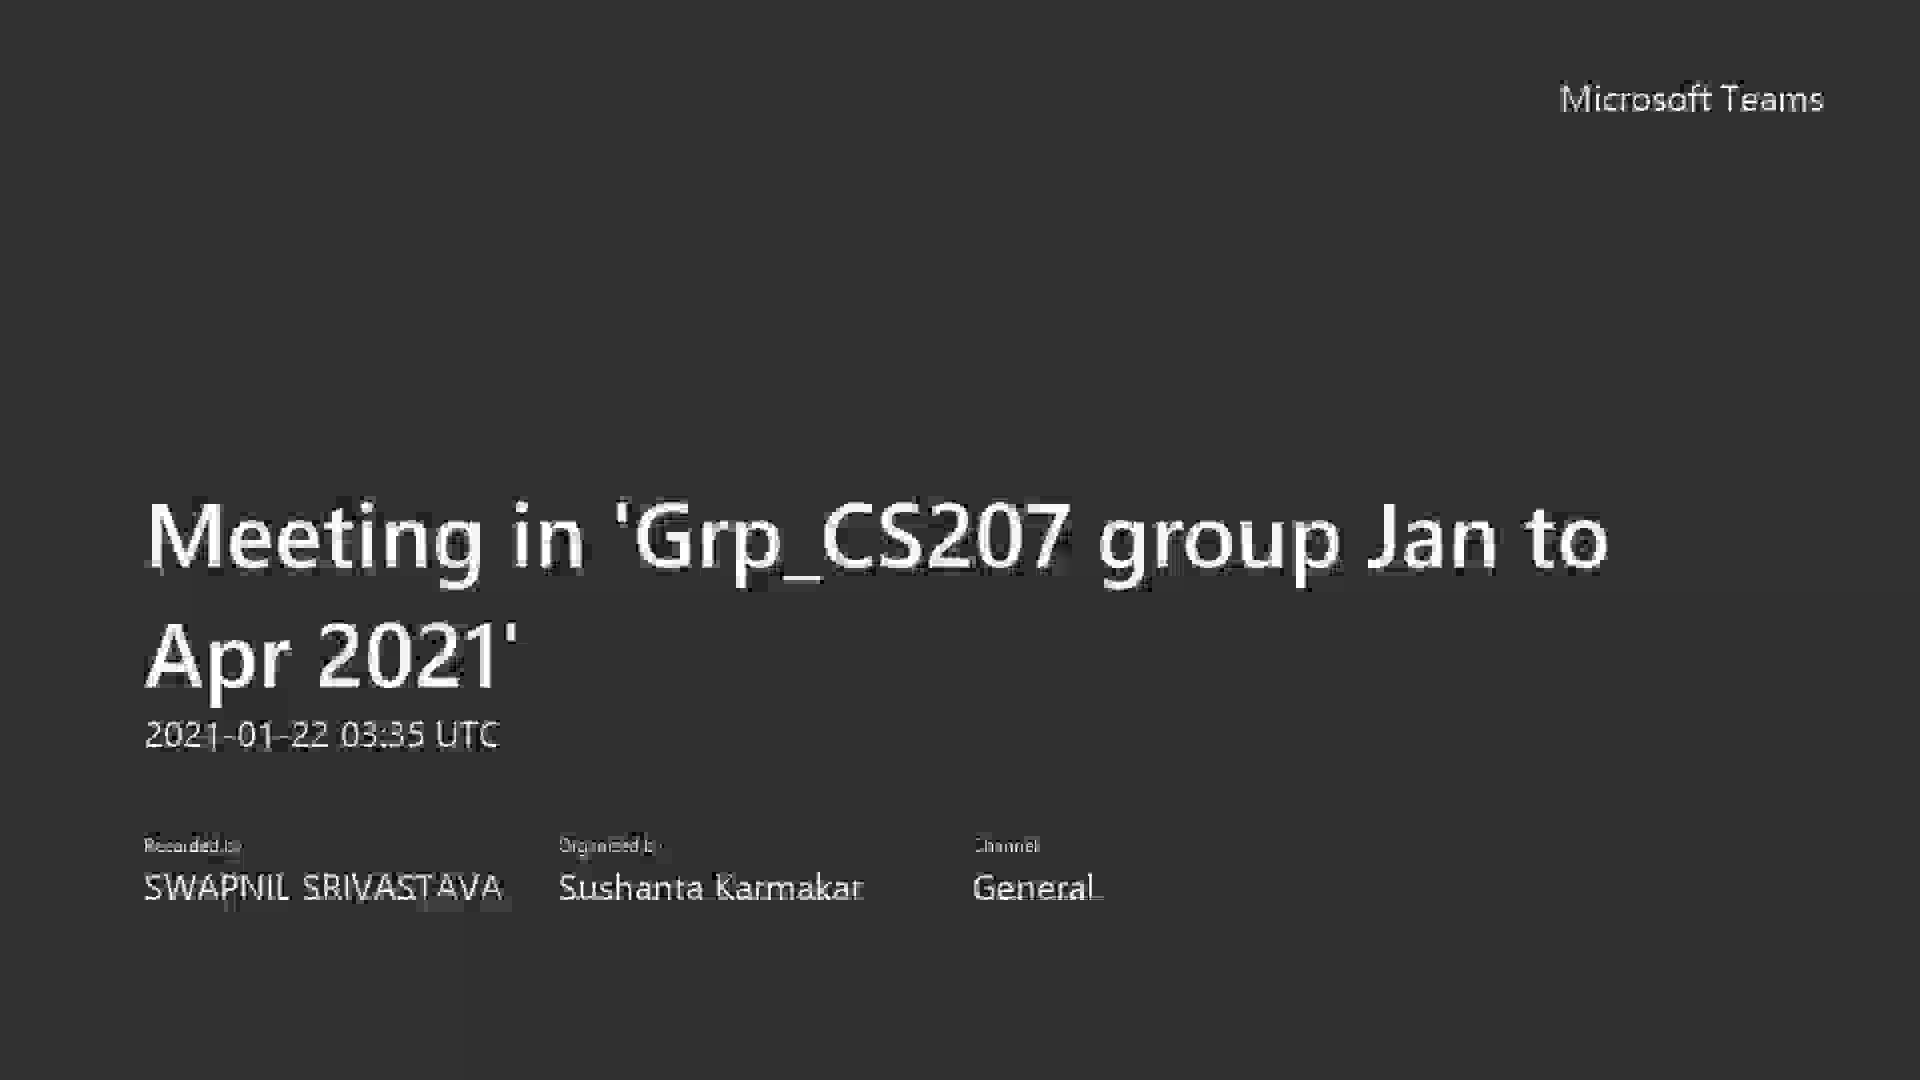 Microsoft Teams
Meeting in 'Grp_CS207 group Jan to
Apr 2021'
2021-01-22 03:35 UTC
Recorded by
Organized by
Channel
SWAPNIL SRIVASTAVA
Sushanta Karmakar
General